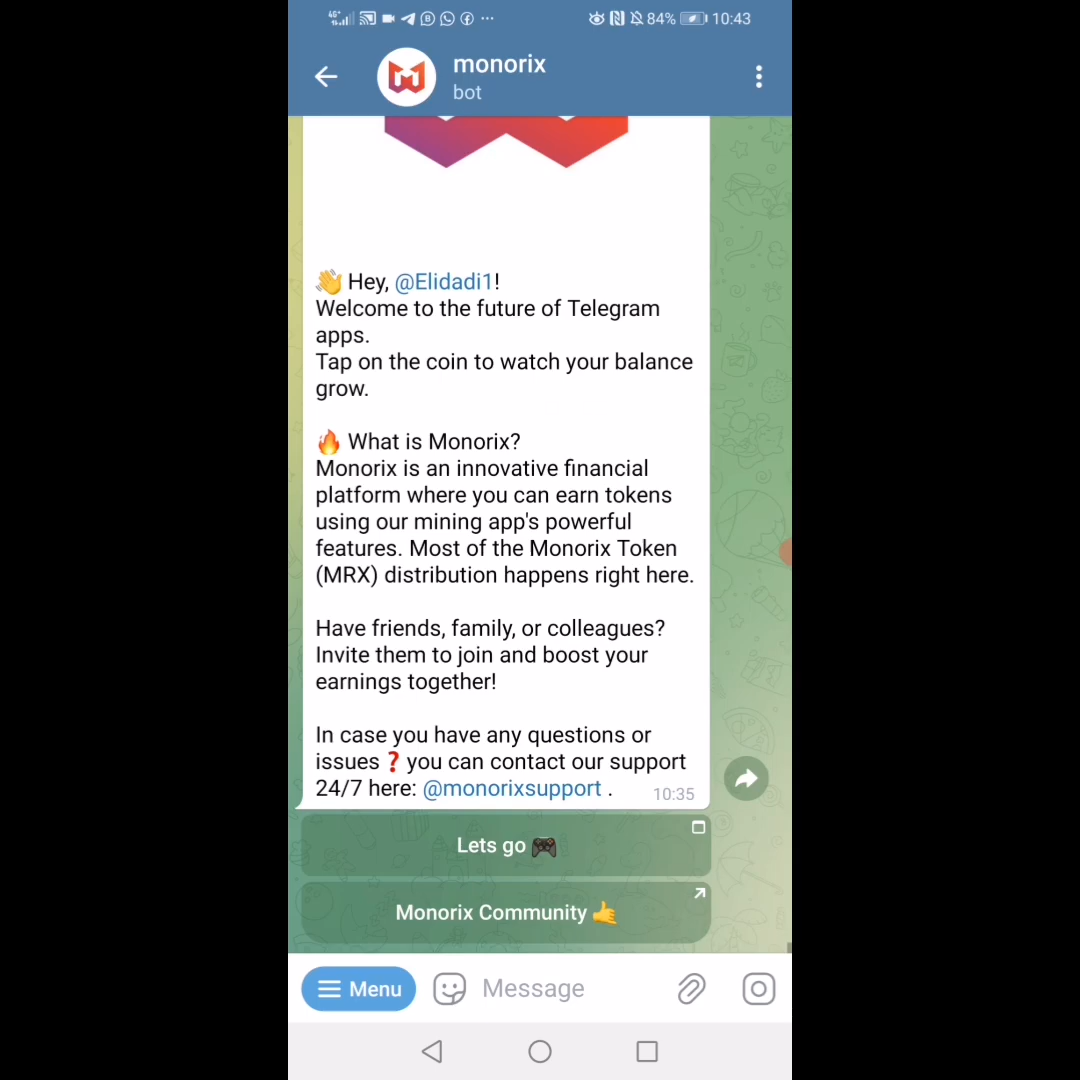 4G+ 84% 10:43
monorix
bot
👋 Hey, @Elidadi1!
Welcome to the future of Telegram
apps.
Tap on the coin to watch your balance
grow.
🔥 What is Monorix?
Monorix is an innovative financial
platform where you can earn tokens
using our mining app's powerful
features. Most of the Monorix Token
(MRX) distribution happens right here.
Have friends, family, or colleagues?
Invite them to join and boost your
earnings together!
In case you have any questions or
issues ❓ you can contact our support
24/7 here: @monorixsupport .
10:35
Lets go 🎮
Monorix Community 🤙
Menu
Message